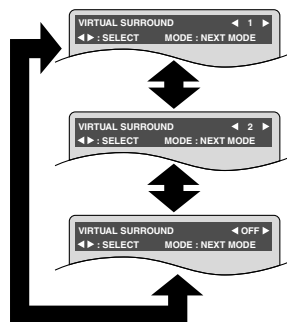 VIRTUAL SURROUND ◀ 1 ▶
◀▶ : SELECT MODE : NEXT MODE
VIRTUAL SURROUND ◀ 2 ▶
◀▶ : SELECT MODE : NEXT MODE
VIRTUAL SURROUND ◀ OFF ▶
◀▶ : SELECT MODE : NEXT MODE